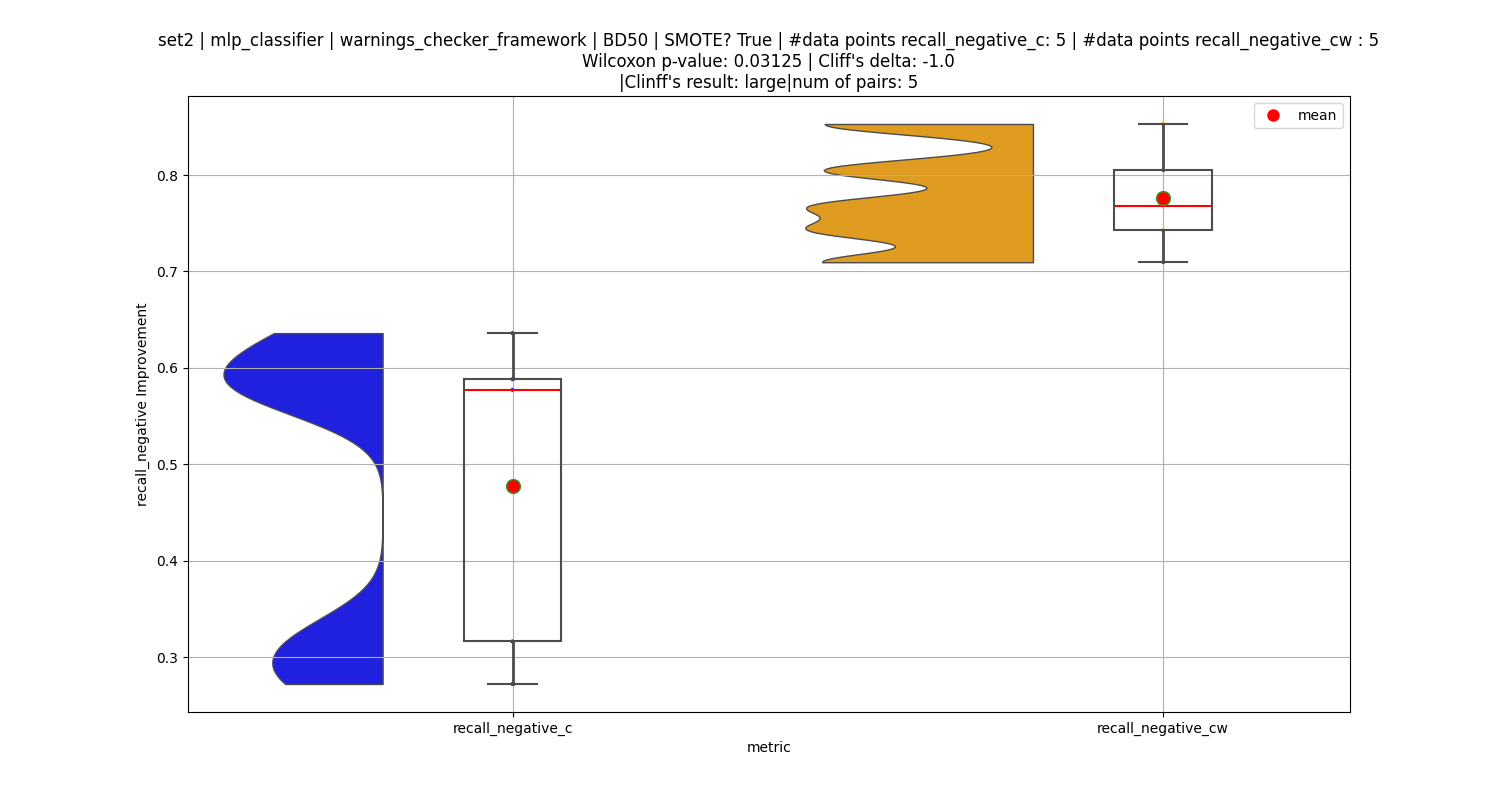 set2 | mlp_classifier | warnings_checker_framework | BD50 | SMOTE? True | #data points recall_negative_c: 5 | #data points recall_negative_cw : 5
Wilcoxon p-value: 0.03125 | Cliff's delta: -1.0
|Clinff's result: large|num of pairs: 5
mean
0.8
0.7
0.6
0.5
0.4
0.3
recall_negative Improvement
recall_negative_c
recall_negative_cw
metric